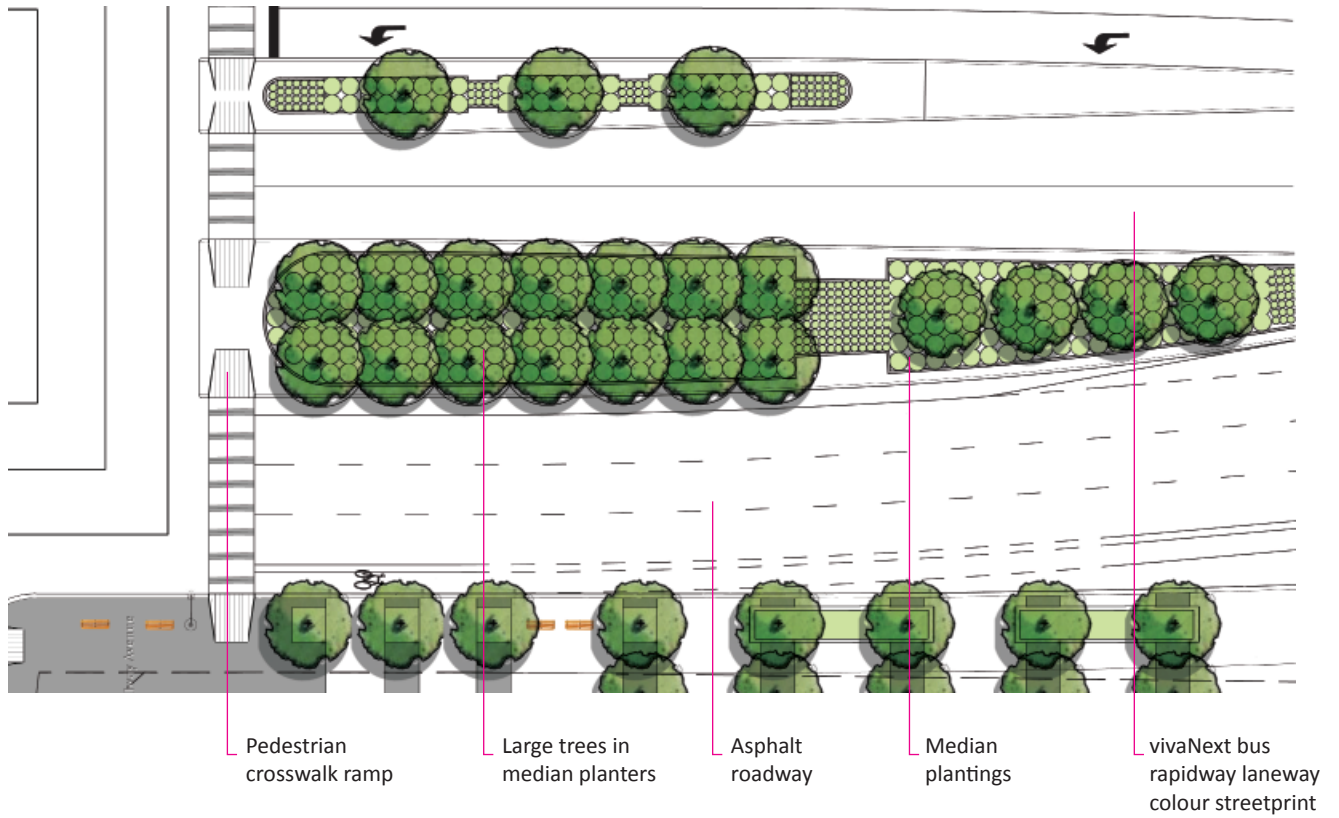 Pedestrian
crosswalk ramp
Large trees in
median planters
Asphalt
roadway
Median
plantings
vivaNext bus
rapidway laneway
colour streetprint